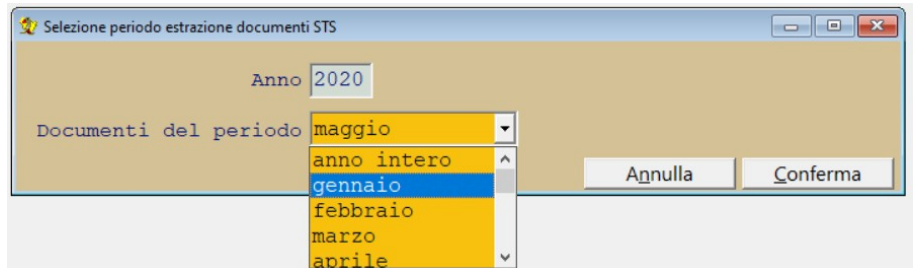 Selezione periodo estrazione documenti STS
Anno 2020
Documenti del periodo maggio
anno intero
gennaio
febbraio
marzo
aprile
Annulla Conferma